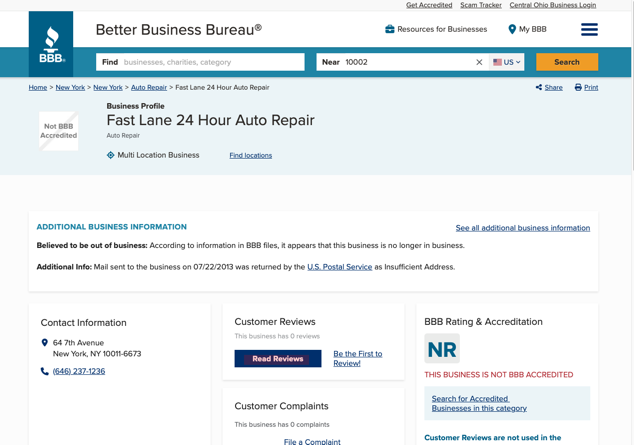 Get Accredited Scam Tracker Central Ohio Business Login
BBB®
Better Business Bureau®
Resources for Businesses My BBB
Find businesses, charities, category Near 10002 US Search
Home > New York > New York > Auto Repair > Fast Lane 24 Hour Auto Repair Share Print
Not BBB Accredited
Business Profile
Fast Lane 24 Hour Auto Repair
Auto Repair
Multi Location Business Find locations
ADDITIONAL BUSINESS INFORMATION See all additional business information
Believed to be out of business: According to information in BBB files, it appears that this business is no longer in business.
Additional Info: Mail sent to the business on 07/22/2013 was returned by the U.S. Postal Service as Insufficient Address.
Contact Information
64 7th Avenue
New York, NY 10011-6673
(646) 237-1236
Customer Reviews
This business has 0 reviews
Read Reviews
Be the First to
Review!
Customer Complaints
This business has 0 complaints
File a Complaint
BBB Rating & Accreditation
NR
THIS BUSINESS IS NOT BBB ACCREDITED
Search for Accredited
Businesses in this category
Customer Reviews are not used in the